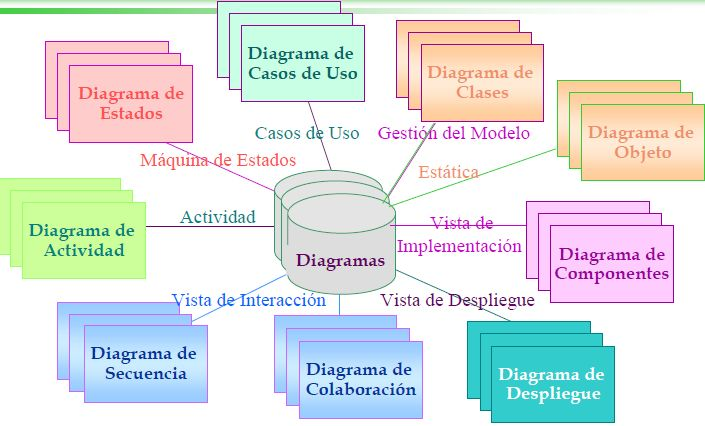 Diagrama de
Casos de Uso
Diagrama de
Estados
Diagrama de
Clases
Diagrama de
Objeto
Casos de Uso
Gestión del Modelo
Máquina de Estados
Estática
Diagrama de
Actividad
Actividad
Vista de
Implementación
Diagramas
Diagrama de
Componentes
Vista de Interacción
Vista de Despliegue
Diagrama de
Secuencia
Diagrama de
Colaboración
Diagrama de
Despliegue